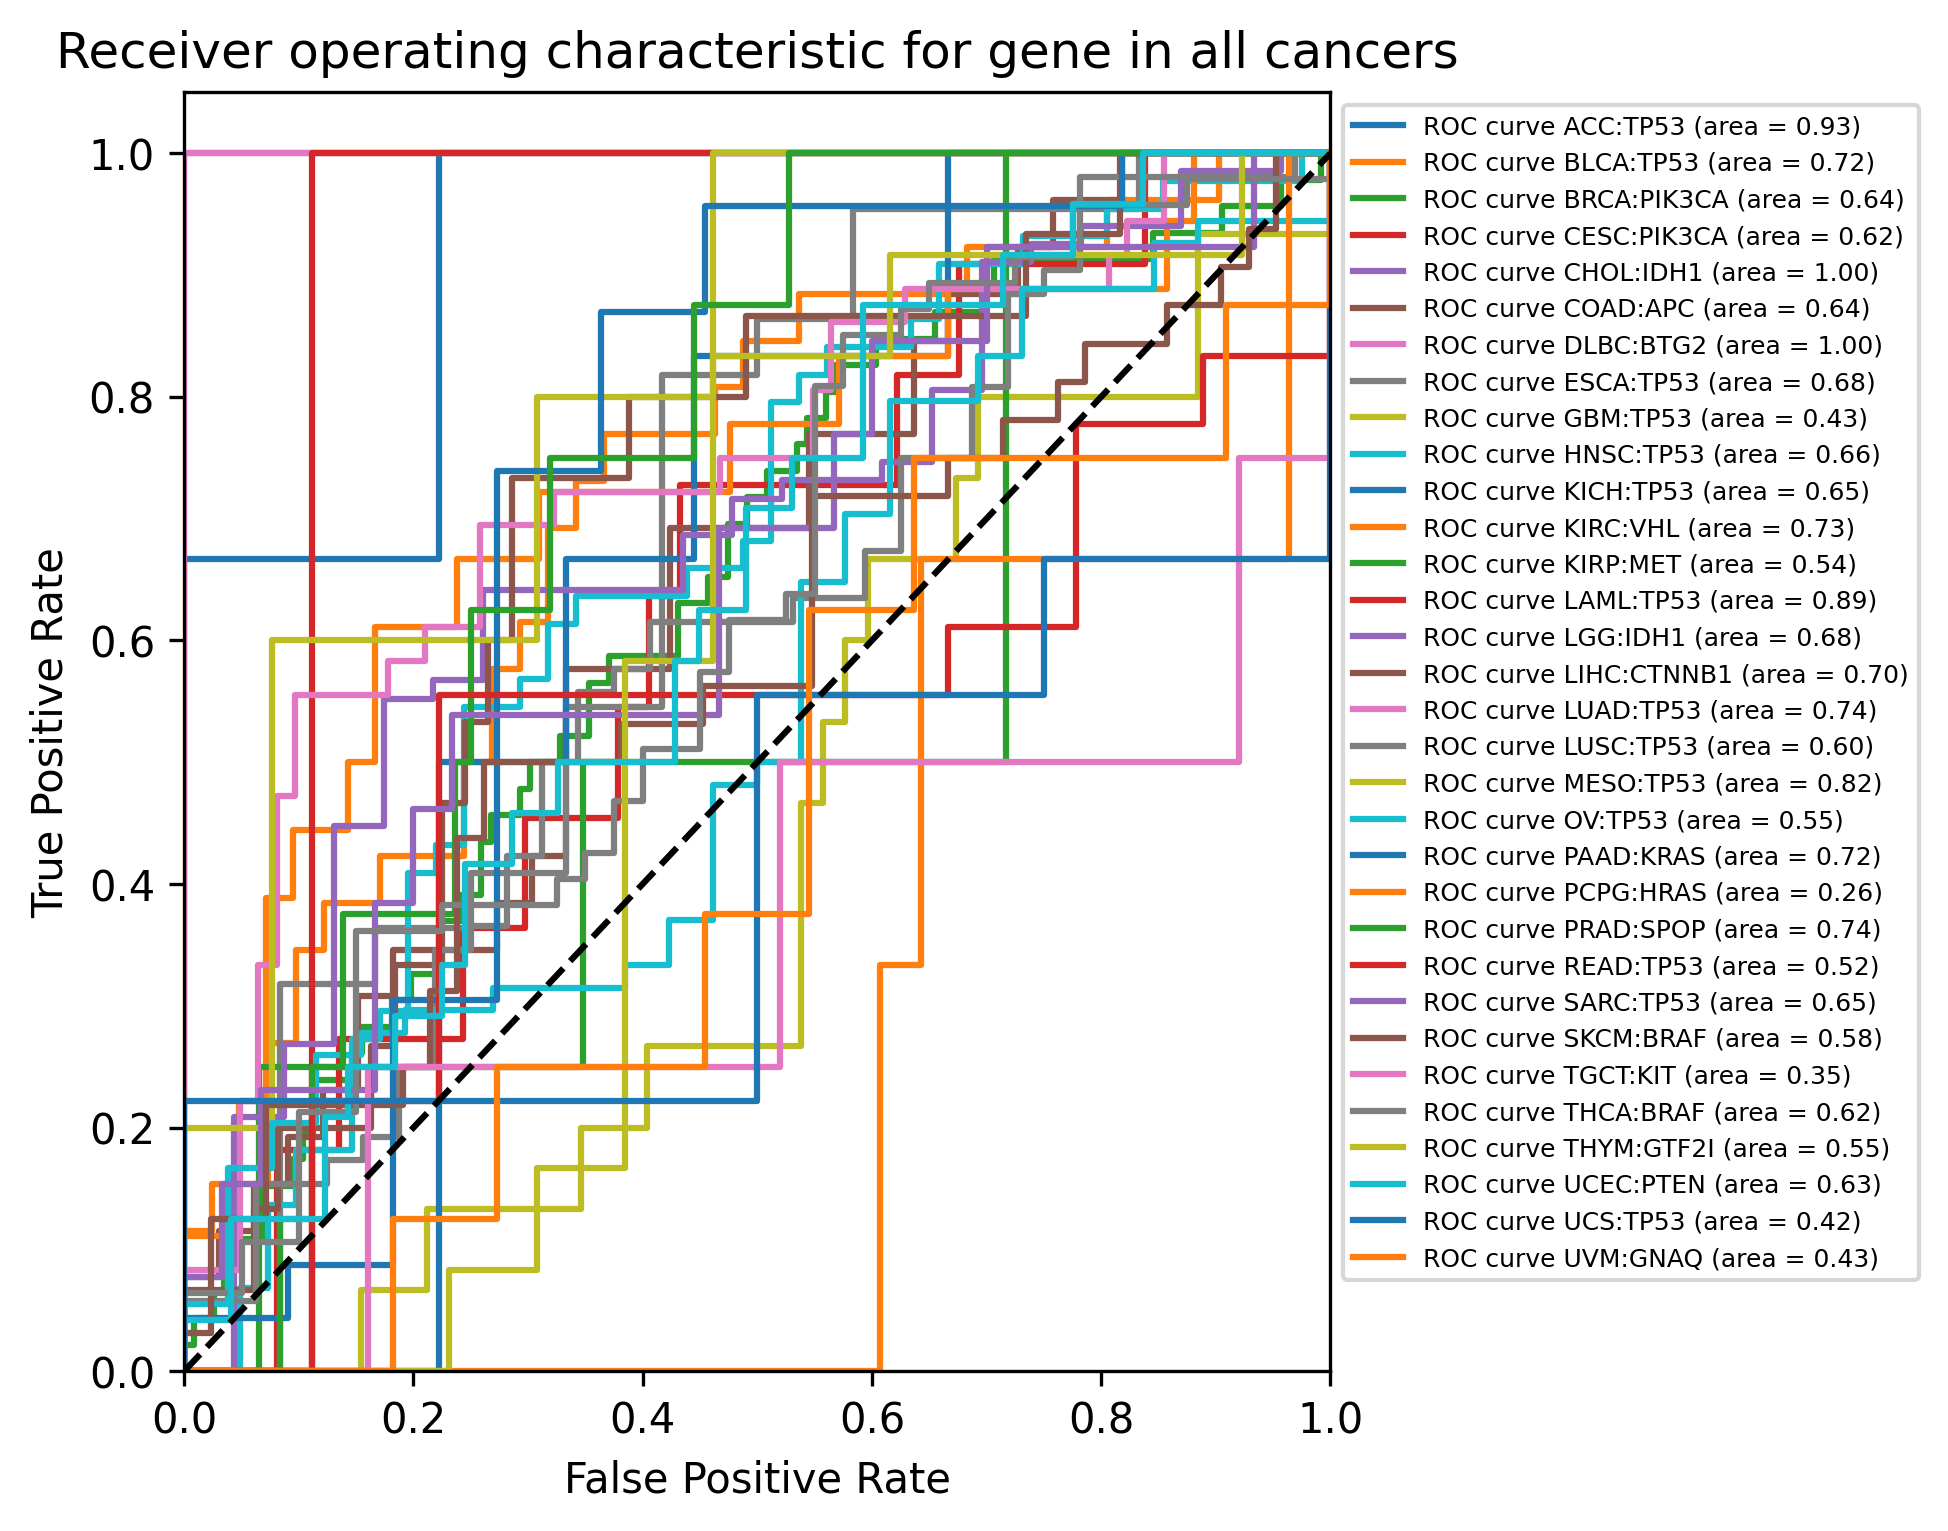 Receiver operating characteristic for gene in all cancers
True Positive Rate
1.0
0.8
0.6
0.4
0.2
0.0
0.0 0.2 0.4 0.6 0.8 1.0
False Positive Rate
ROC curve ACC:TP53 (area = 0.93)
ROC curve BLCA:TP53 (area = 0.72)
ROC curve BRCA:PIK3CA (area = 0.64)
ROC curve CESC:PIK3CA (area = 0.62)
ROC curve CHOL:IDH1 (area = 1.00)
ROC curve COAD:APC (area = 0.64)
ROC curve DLBC:BTG2 (area = 1.00)
ROC curve ESCA:TP53 (area = 0.68)
ROC curve GBM:TP53 (area = 0.43)
ROC curve HNSC:TP53 (area = 0.66)
ROC curve KICH:TP53 (area = 0.65)
ROC curve KIRC:VHL (area = 0.73)
ROC curve KIRP:MET (area = 0.54)
ROC curve LAML:TP53 (area = 0.89)
ROC curve LGG:IDH1 (area = 0.68)
ROC curve LIHC:CTNNB1 (area = 0.70)
ROC curve LUAD:TP53 (area = 0.74)
ROC curve LUSC:TP53 (area = 0.60)
ROC curve MESO:TP53 (area = 0.82)
ROC curve OV:TP53 (area = 0.55)
ROC curve PAAD:KRAS (area = 0.72)
ROC curve PCPG:HRAS (area = 0.26)
ROC curve PRAD:SPOP (area = 0.74)
ROC curve READ:TP53 (area = 0.52)
ROC curve SARC:TP53 (area = 0.65)
ROC curve SKCM:BRAF (area = 0.58)
ROC curve TGCT:KIT (area = 0.35)
ROC curve THCA:BRAF (area = 0.62)
ROC curve THYM:GTF2I (area = 0.55)
ROC curve UCEC:PTEN (area = 0.63)
ROC curve UCS:TP53 (area = 0.42)
ROC curve UVM:GNAQ (area = 0.43)